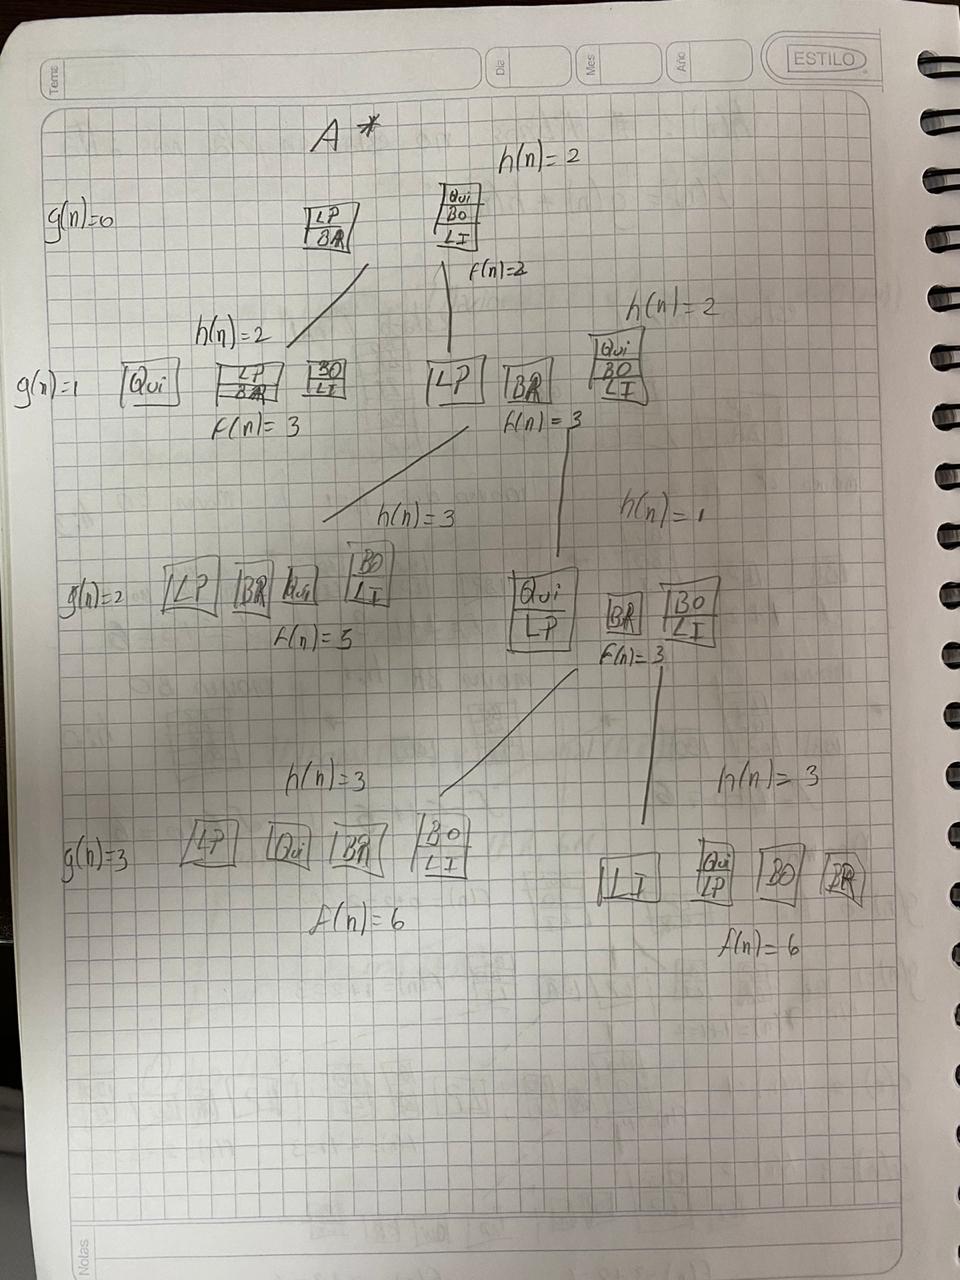 Tema
Dia
Mes
Año
ESTILO
A *
h(n) = 2
g(n)=0
LP
BR
Qui
BO
LI
f(n)=2
h(n)=2
h(n)=2
g(n)=1
Qui
LP
BR
BO
LI
LP
BR
Qui
BO
LI
f(n)= 3
f(n)= 3
h(n)= 3
h(n)= 1
g(n)=2
LP
BR
Qui
BO
LI
Qui
LP
BR
BO
LI
f(n)= 5
f(n)= 3
h(n)= 3
h(n)= 3
g(n)=3
LP
Qui
BR
BO
LI
LI
Qui
LP
BO
BR
f(n)= 6
f(n)= 6
Notas